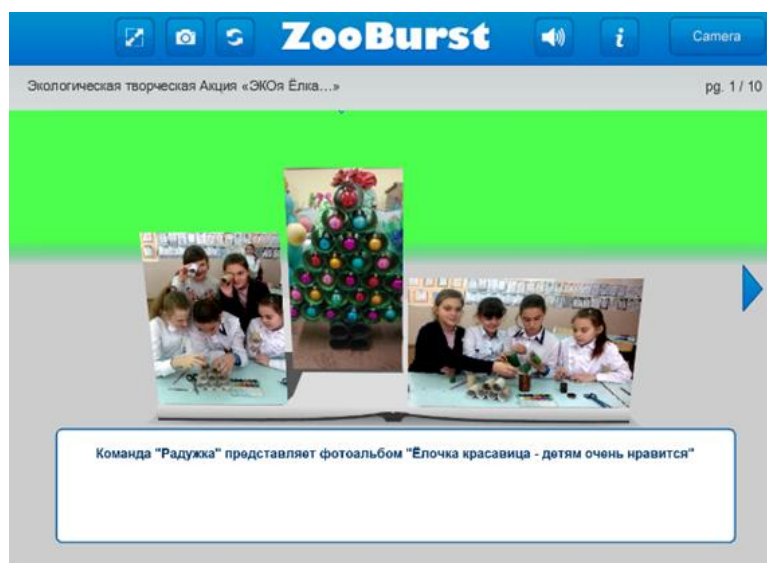 ZooBurst
Camera
Экологическая творческая Акция «ЭКОя Ёлка...»
pg. 1 / 10
Команда "Радужка" представляет фотоальбом "Ёлочка красавица - детям очень нравится"